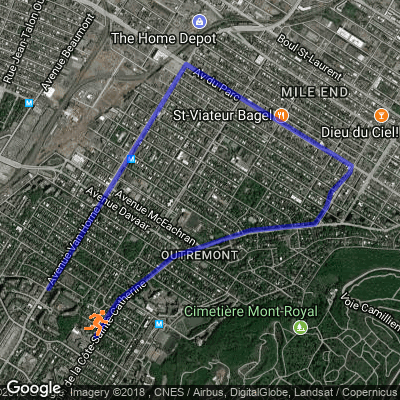 The Home Depot
Rue Jean-Talon Ou
Avenue Beaumont
Boul St-Laurent
Av du Parc
MILE END
St-Viateur Bagel
Dieu du Ciel!
M
M
Avenue McEachran
Avenue Davaar
Avenue Van Horne
OUTREMONT
de la Côte-Sainte-Catherine
Cimetière Mont-Royal
Voie Camillien
M
Google
Imagery ©2018 , CNES / Airbus, DigitalGlobe, Landsat / Copernicus